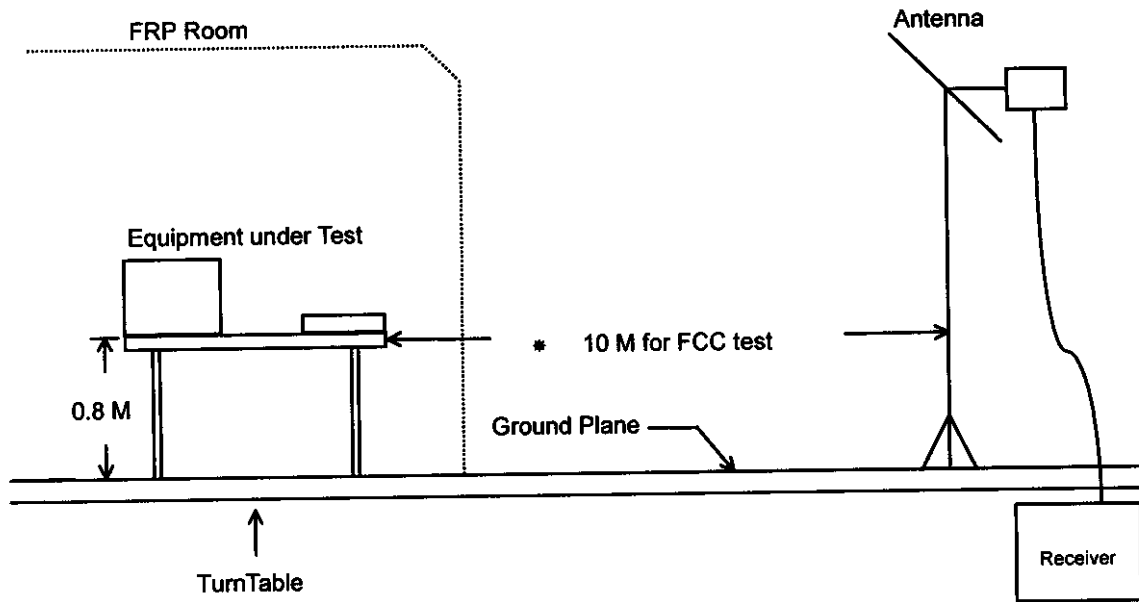 FRP Room
Antenna
Equipment under Test
* 10 M for FCC test
0.8 M
Ground Plane
TurnTable
Receiver